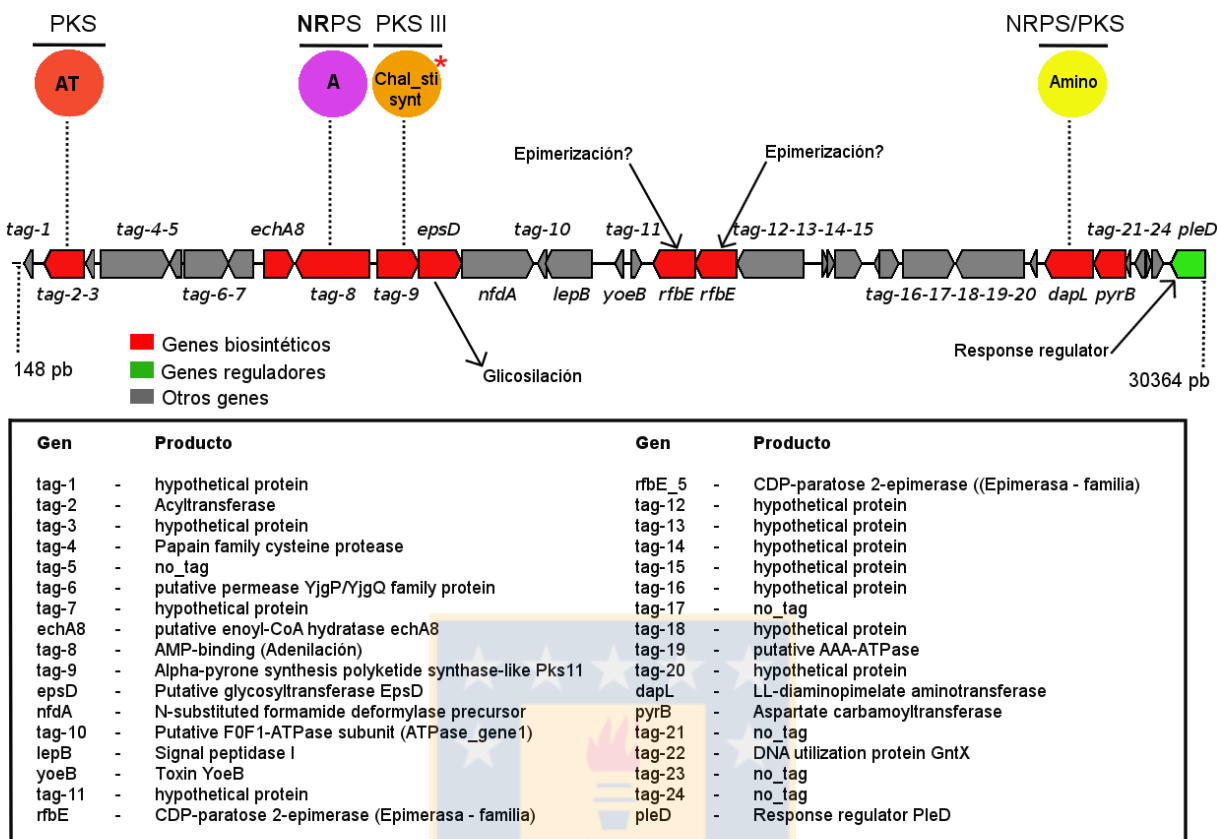 PKS
NRPS
PKS III
NRPS/PKS
AT
A
Chal_sti
synt
*
Amino
Epimerización?
Epimerización?
tag-1
tag-4-5
echA8
epsD
tag-10
tag-11
tag-12-13-14-15
tag-21-24
pleD
tag-2-3
tag-6-7
tag-8
tag-9
nfdA
lepB
yoeB
rfbE
rfbE
tag-16-17-18-19-20
dapL
pyrB
148 pb
Genes biosintéticos
Genes reguladores
Otros genes
Glicosilación
Response regulator
30364 pb
Gen Producto
tag-1 - hypothetical protein
tag-2 - Acyltransferase
tag-3 - hypothetical protein
tag-4 - Papain family cysteine protease
tag-5 - no_tag
tag-6 - putative permease YjgP/YjgQ family protein
tag-7 - hypothetical protein
echA8 - putative enoyl-CoA hydratase echA8
tag-8 - AMP-binding (Adenilación)
tag-9 - Alpha-pyrone synthesis polyketide synthase-like Pks11
epsD - Putative glycosyltransferase EpsD
nfdA - N-substituted formamide deformylase precursor
tag-10 - Putative F0F1-ATPase subunit (ATPase_gene1)
lepB - Signal peptidase I
yoeB - Toxin YoeB
tag-11 - hypothetical protein
rfbE - CDP-paratose 2-epimerase (Epimerasa - familia)
Gen Producto
rfbE_5 - CDP-paratose 2-epimerase ((Epimerasa - familia)
tag-12 - hypothetical protein
tag-13 - hypothetical protein
tag-14 - hypothetical protein
tag-15 - hypothetical protein
tag-16 - hypothetical protein
tag-17 - no_tag
tag-18 - hypothetical protein
tag-19 - putative AAA-ATPase
tag-20 - hypothetical protein
dapL - LL-diaminopimelate aminotransferase
pyrB - Aspartate carbamoyltransferase
tag-21 - no_tag
tag-22 - DNA utilization protein GntX
tag-23 - no_tag
tag-24 - no_tag
pleD - Response regulator PleD